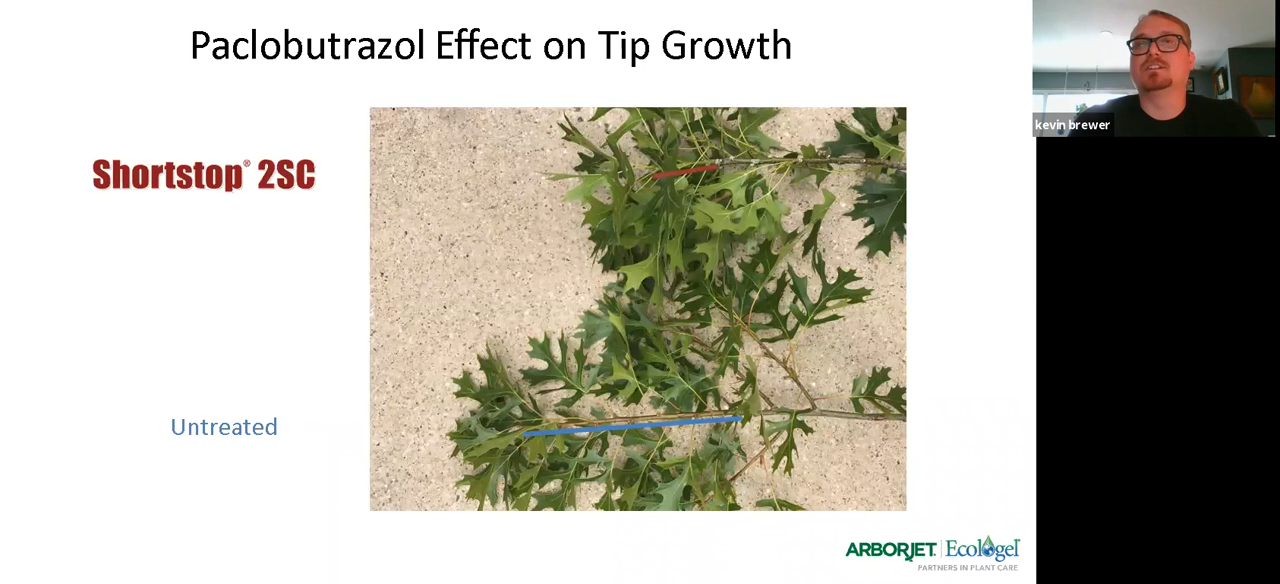 Paclobutrazol Effect on Tip Growth
kevin brewer
Shortstop® 2SC
Untreated
ARBORJET | Ecologel
PARTNERS IN PLANT CARE